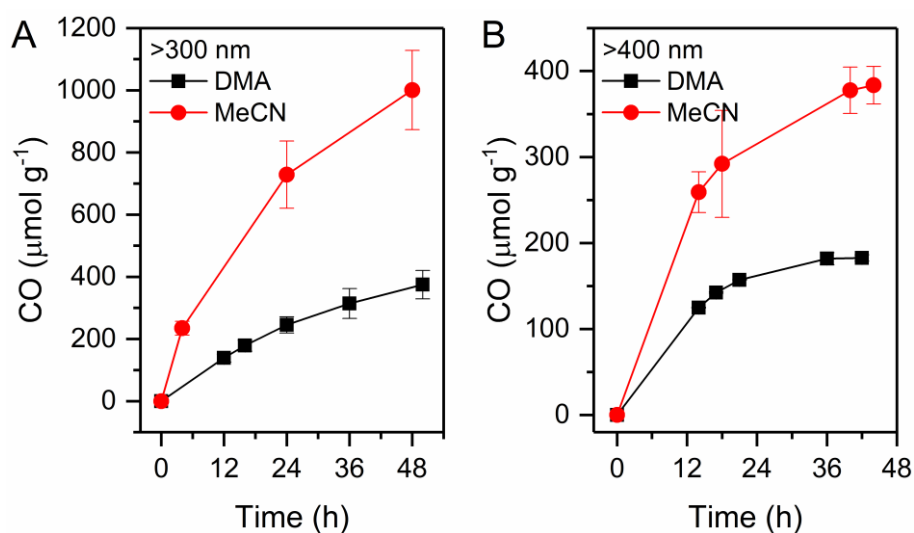 A
>300 nm
DMA
MeCN
1200
1000
800
600
400
200
0
CO (μmol g⁻¹)
0 12 24 36 48
Time (h)
B
>400 nm
DMA
MeCN
400
300
200
100
0
CO (μmol g⁻¹)
0 12 24 36 48
Time (h)